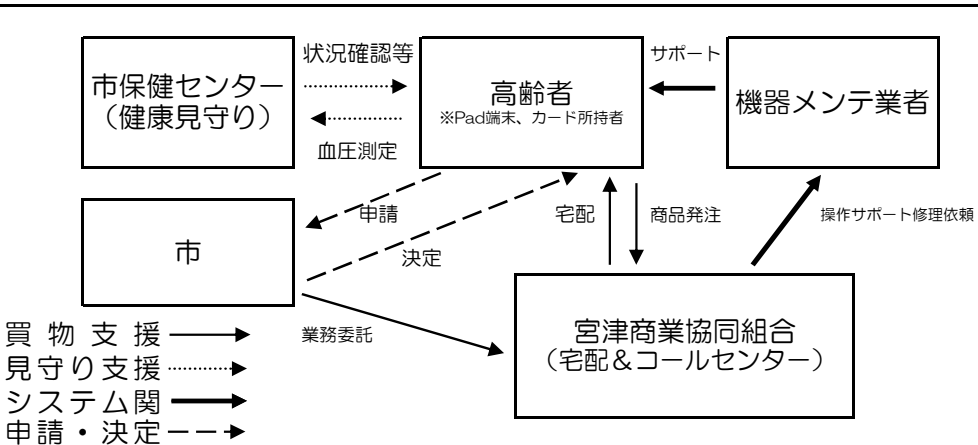 市保健センター
（健康見守り）
状況確認等
血圧測定
高齢者
※Pad端末、カード所持者
サポート
機器メンテ業者
申請
決定
宅配
商品発注
操作サポート修理依頼
市
業務委託
宮津商業協同組合
（宅配＆コールセンター）
買物支援
見守り支援
システム関
申請・決定